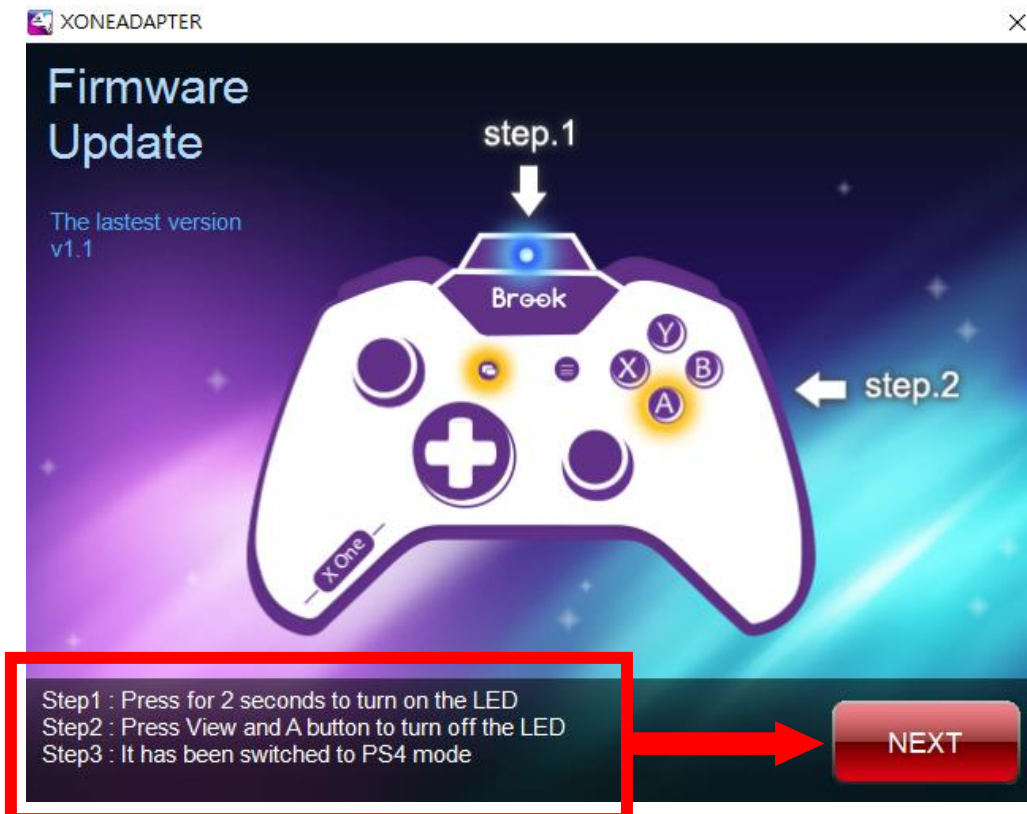 XONEADAPTER
Firmware
Update
The lastest version
v1.1
step.1
Brook
Y
X
B
A
step.2
X One
Step1 : Press for 2 seconds to turn on the LED
Step2 : Press View and A button to turn off the LED
Step3 : It has been switched to PS4 mode
NEXT